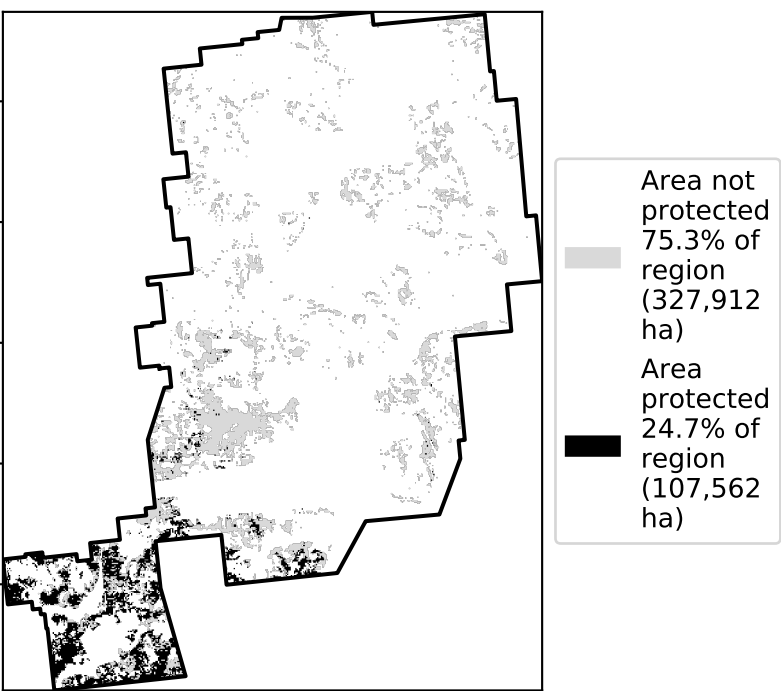 Area not
protected
75.3% of
region
(327,912
ha)
Area
protected
24.7% of
region
(107,562
ha)